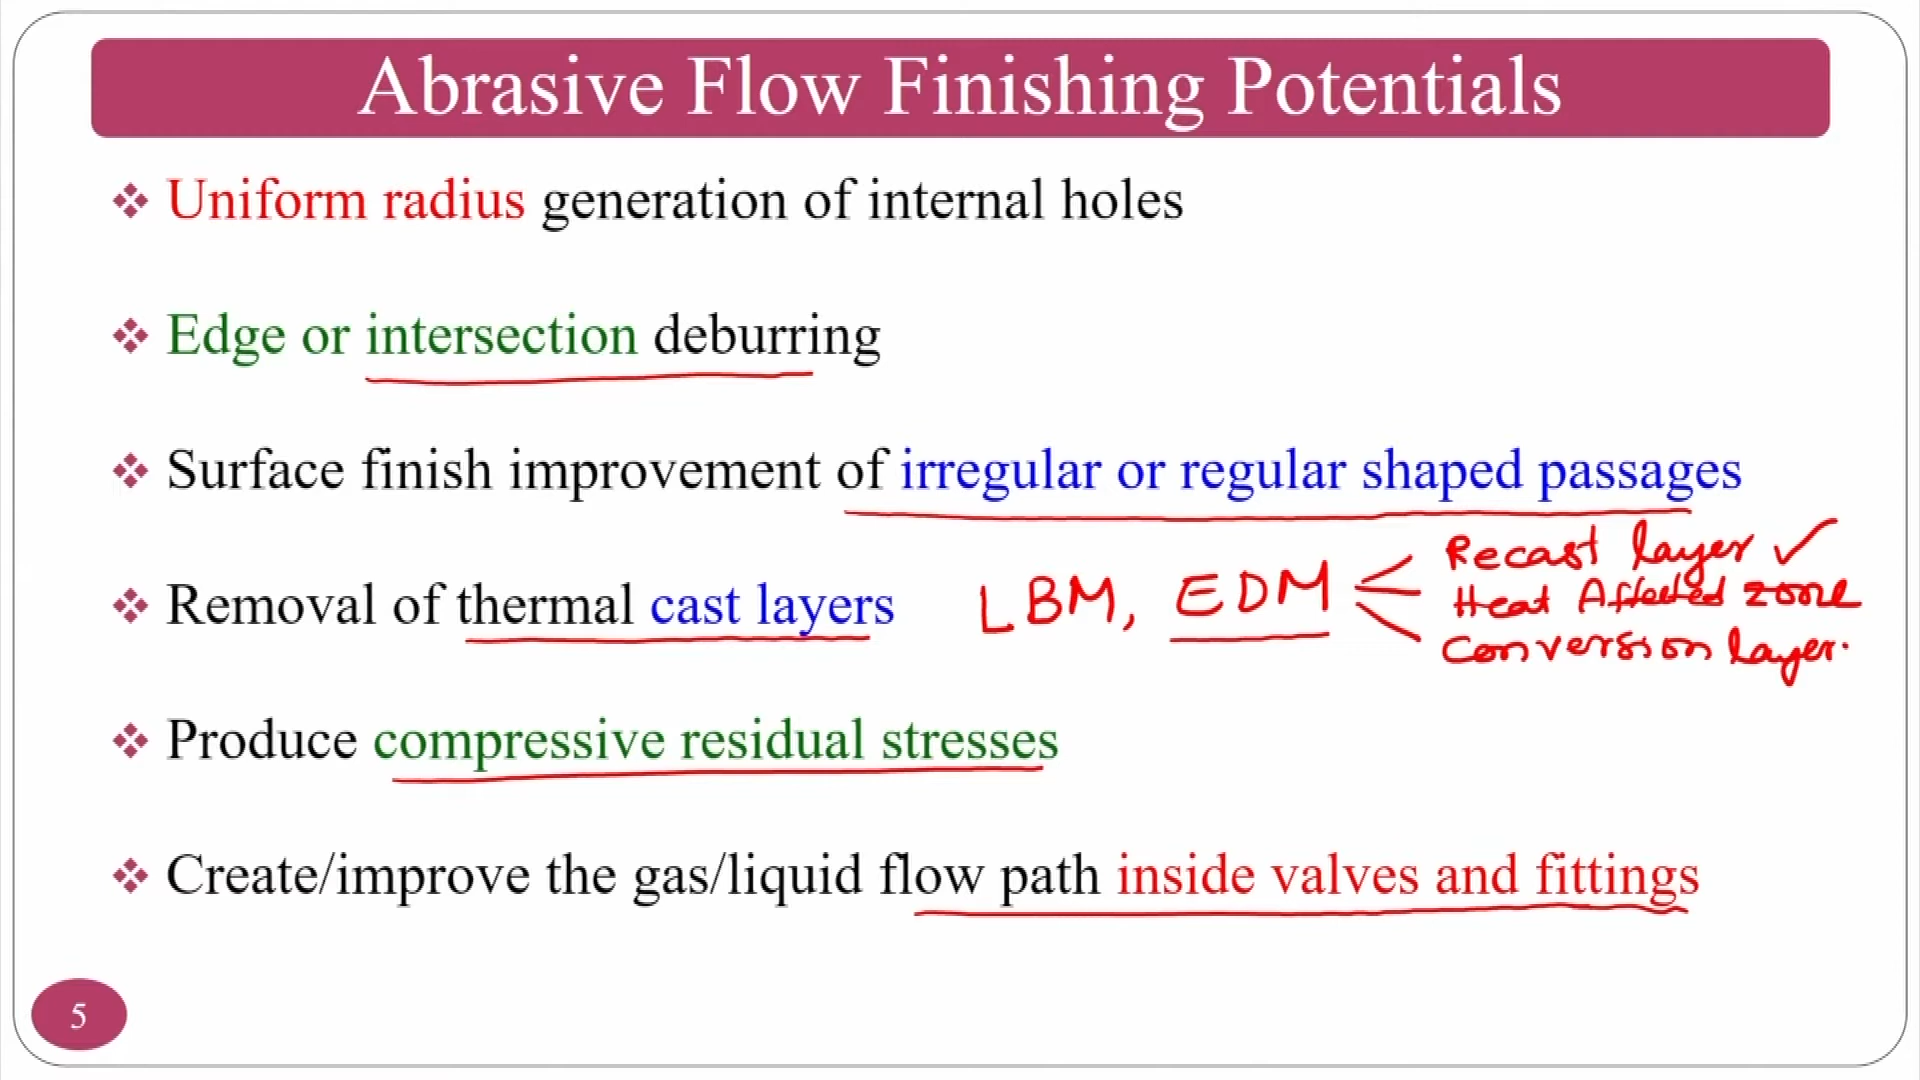 Abrasive Flow Finishing Potentials
Uniform radius generation of internal holes
Edge or intersection deburring
Surface finish improvement of irregular or regular shaped passages
Removal of thermal cast layers
LBM, EDM
Recast layer ✓
Heat Affected zone
Conversion layer.
Produce compressive residual stresses
Create/improve the gas/liquid flow path inside valves and fittings
5